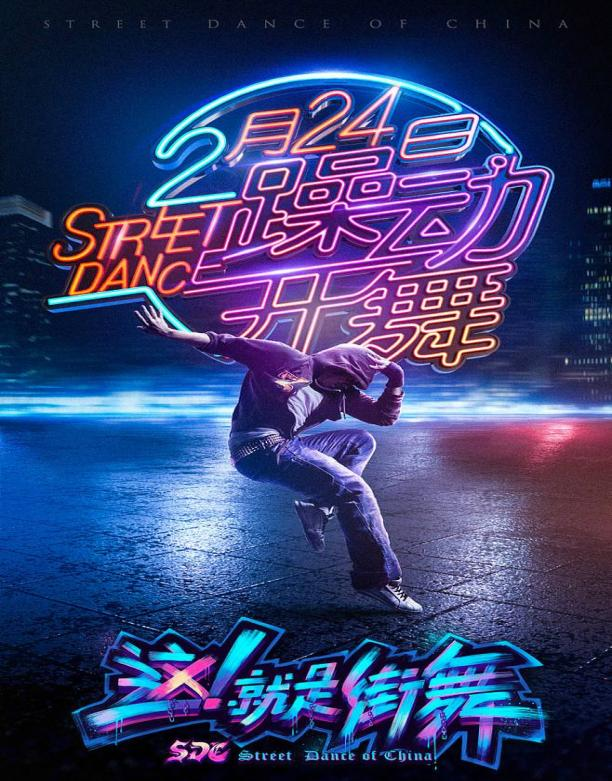 STREET DANCE OF CHINA
2月24日
STREET DANCE
躁动
开舞
这!就是街舞
SDC Street Dance of China